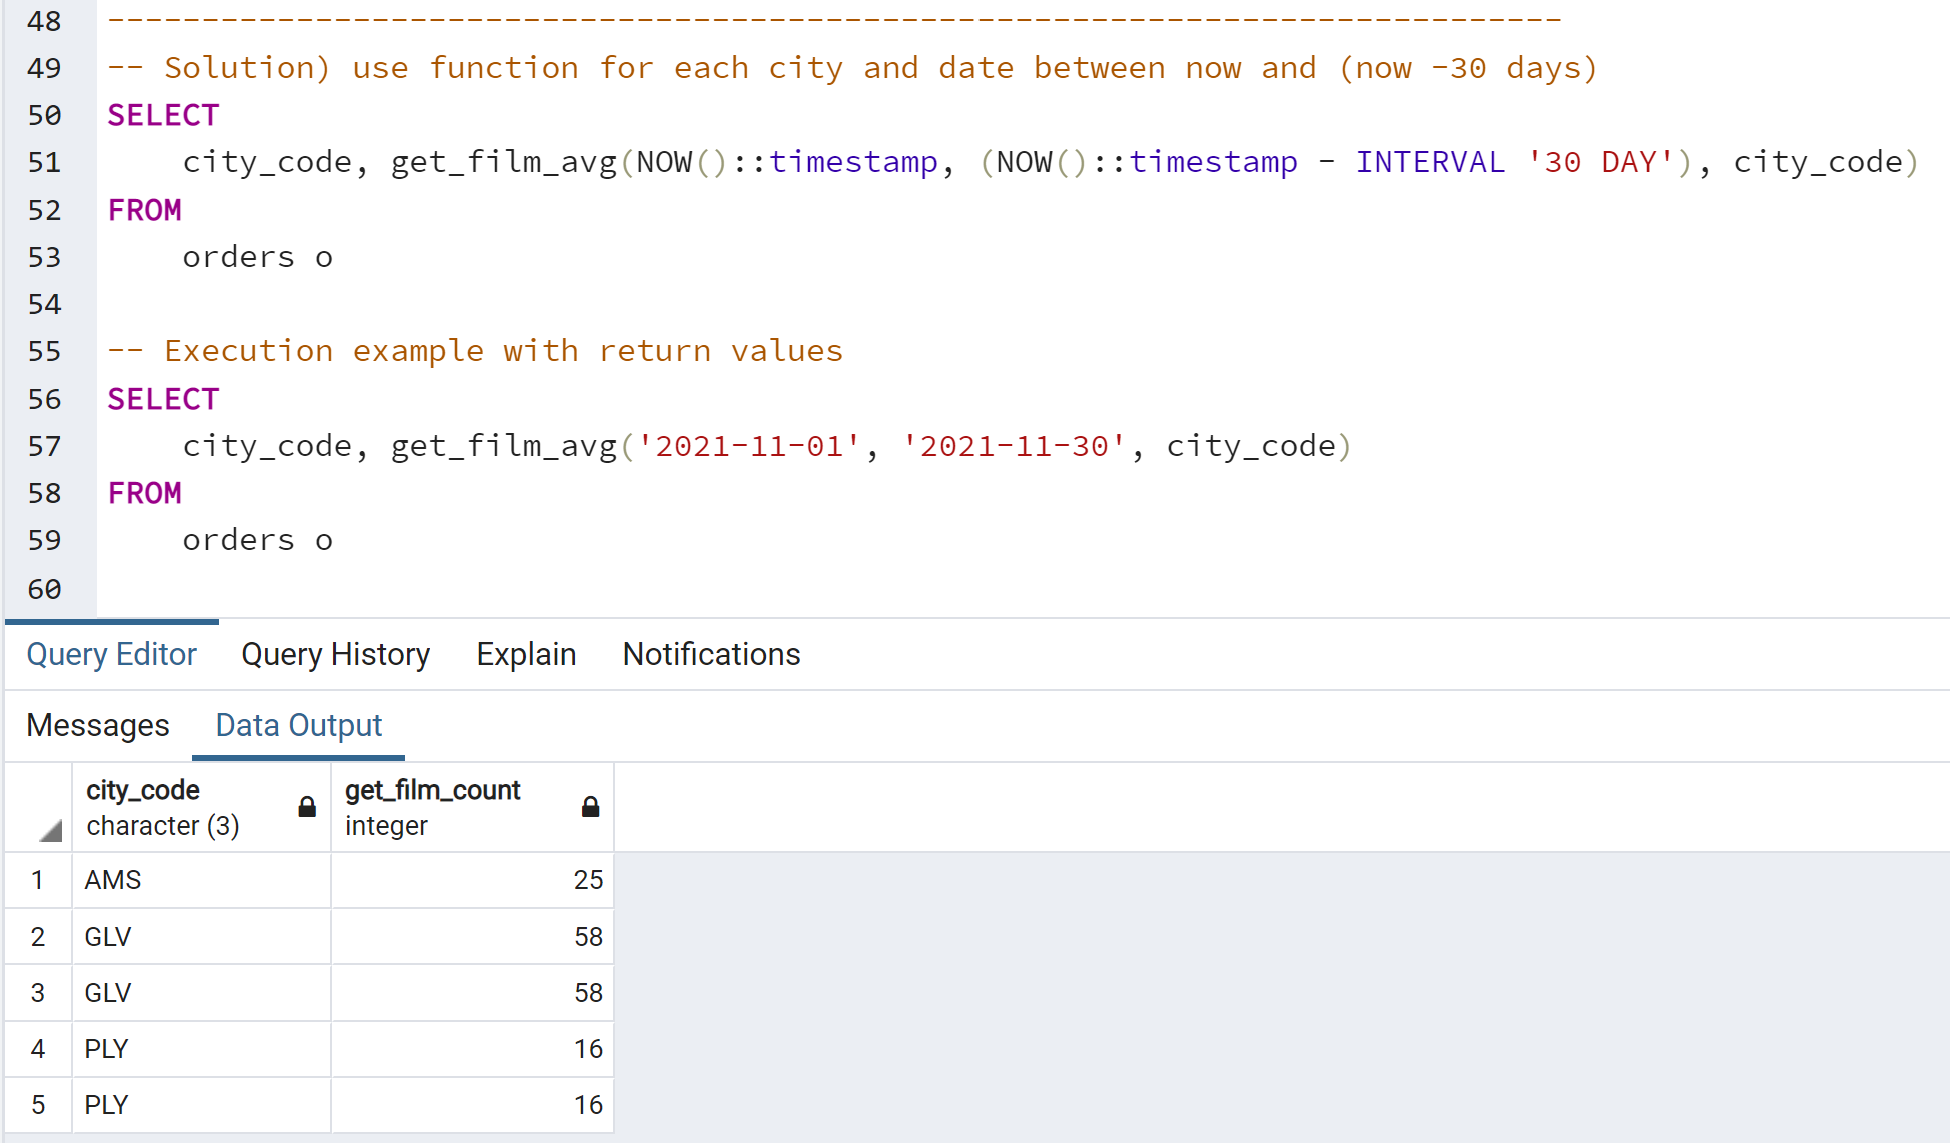 48 -----------------------------------------------------------------------------
49 -- Solution) use function for each city and date between now and (now -30 days)
50 SELECT
51     city_code, get_film_avg(NOW()::timestamp, (NOW()::timestamp - INTERVAL '30 DAY'), city_code)
52 FROM
53     orders o
54
55 -- Execution example with return values
56 SELECT
57     city_code, get_film_avg('2021-11-01', '2021-11-30', city_code)
58 FROM
59     orders o
60
Query Editor Query History Explain Notifications
Messages Data Output
city_code get_film_count
character (3) integer
1 AMS 25
2 GLV 58
3 GLV 58
4 PLY 16
5 PLY 16